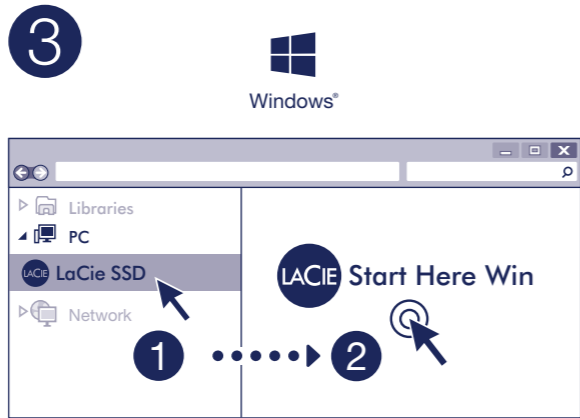 3
Windows®
Libraries
PC
LACIE LaCie SSD
LACIE Start Here Win
Network
1
2